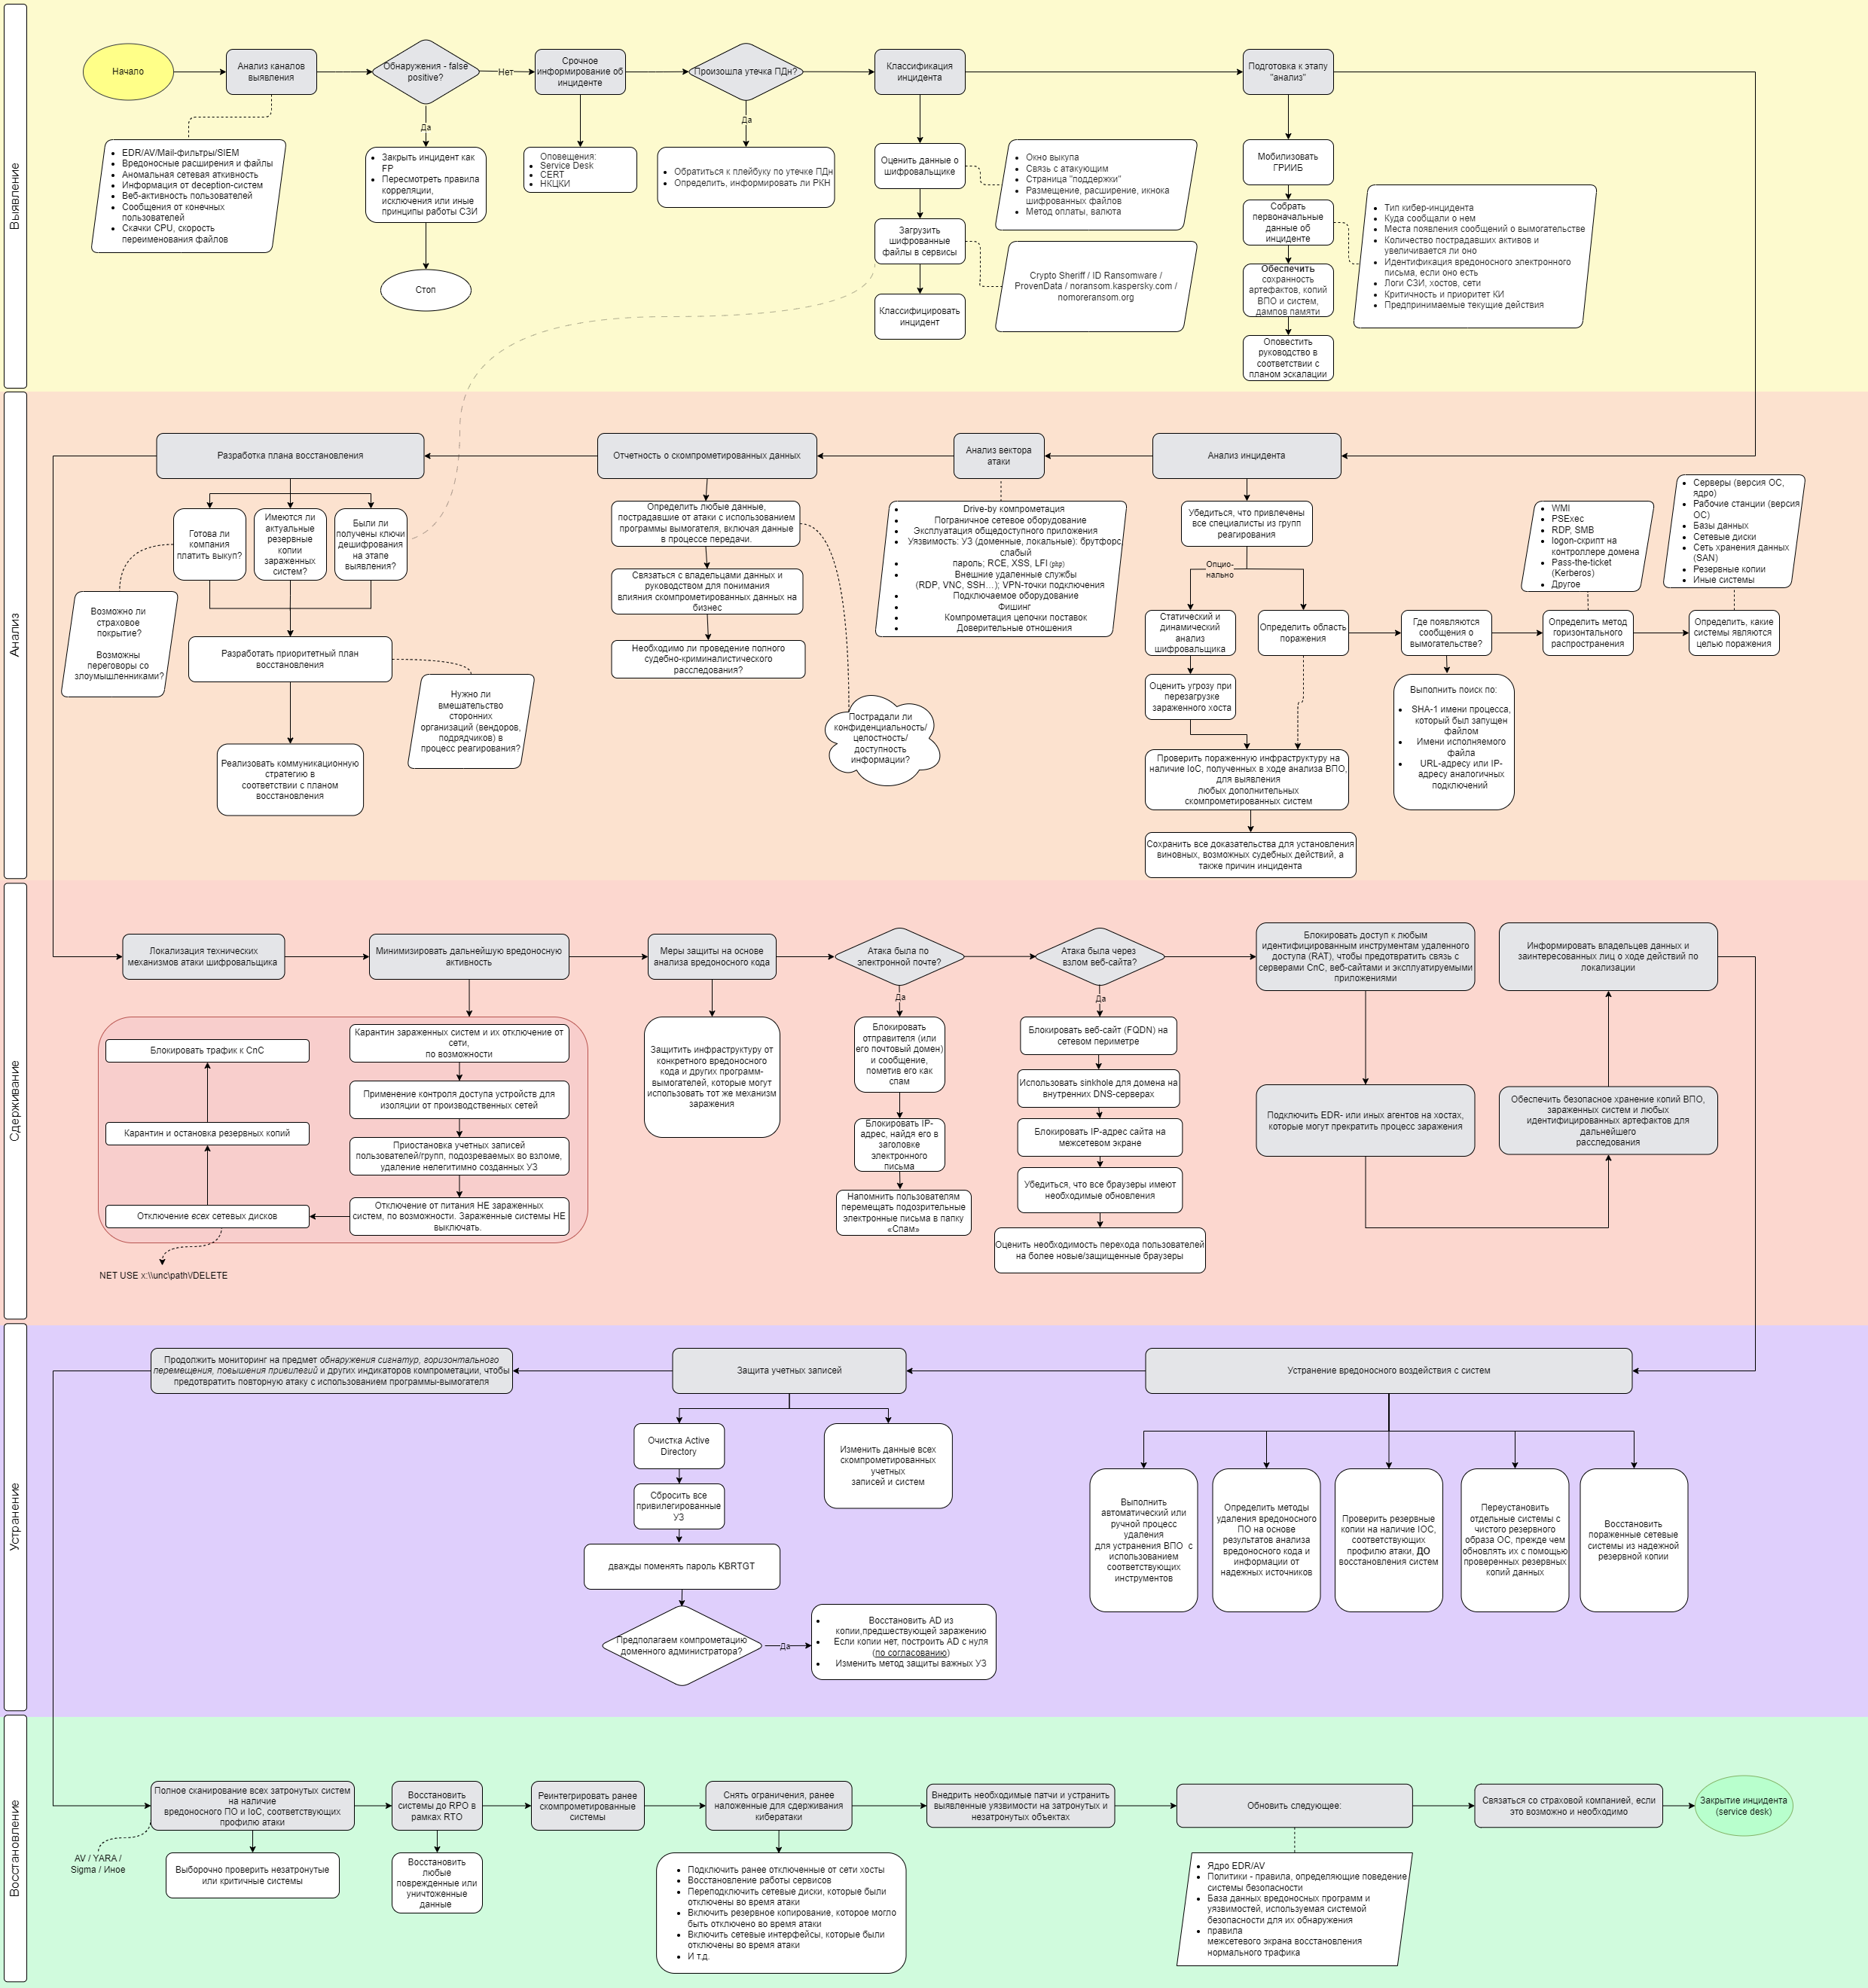 Выявление
Начало
Анализ каналов
выявления
Обнаружения - false
positive?
Нет
Срочное
информирование об
инциденте
Произошла утечка ПДн?
Классификация
инцидента
Подготовка к этапу
"анализ"
Да
Да
EDR/AV/Mail-фильтры/SIEM
Вредоносные расширения и файлы
Аномальная сетевая аткивность
Информация от deception-систем
Веб-активность пользователей
Сообщения от конечных
пользователей
Скачки CPU, скорость
переименования файлов
Закрыть инцидент как
FP
Пересмотреть правила
корреляции,
исключения или иные
принципы работы СЗИ
Стоп
Оповещения:
Service Desk
CERT
НКЦКИ
Обратиться к плейбуку по утечке ПДн
Определить, информировать ли РКН
Оценить данные о
шифровальщике
Окно выкупа
Связь с атакующим
Страница "поддержки"
Размещение, расширение, икнока
шифрованных файлов
Метод оплаты, валюта
Загрузить
шифрованные
файлы в сервисы
Crypto Sheriff / ID Ransomware /
ProvenData / noransom.kaspersky.com /
nomoreransom.org
Классифицировать
инцидент
Мобилизовать
ГРИИБ
Собрать
первоначальные
данные об
инциденте
Тип кибер-инцидента
Куда сообщали о нем
Места появления сообщений о вымогательстве
Количество пострадавших активов и
увеличивается ли оно
Идентификация вредоносного электронного
письма, если оно есть
Логи СЗИ, хостов, сети
Критичность и приоритет КИ
Предпринимаемые текущие действия
Обеспечить
сохранность
артефактов, копий
ВПО и систем,
дампов памяти
Оповестить
руководство в
соответствии с
планом эскалации
Анализ
Разработка плана восстановления
Отчетность о скомпрометированных данных
Анализ вектора
атаки
Анализ инцидента
Готова ли
компания
платить выкуп?
Имеются ли
актуальные
резервные
копии
зараженных
систем?
Были ли
получены ключи
дешифрования
на этапе
выявления?
Возможно ли
страховое
покрытие?
Возможны
переговоры со
злоумышленниками?
Разработать приоритетный план
восстановления
Нужно ли
вмешательство
сторонних
организаций (вендоров,
подрядчиков) в
процесс реагирования?
Реализовать коммуникационную
стратегию в
соответствии с планом
восстановления
Определить любые данные,
пострадавшие от атаки с использованием
программы вымогателя, включая данные
в процессе передачи.
Связаться с владельцами данных и
руководством для понимания
влияния скомпрометированных данных на
бизнес
Необходимо ли проведение полного
судебно-криминалистического
расследования?
Пострадали ли
конфиденциальность/
целостность/
доступность
информации?
Drive-by компрометация
Пограничное сетевое оборудование
Эксплуатация общедоступного приложения
Уязвимость: УЗ (доменные, локальные): брутфорс,
слабый
пароль; RCE, XSS, LFI (php)
Внешние удаленные службы
(RDP, VNC, SSH…); VPN-точки подключения
Подключаемое оборудование
Фишинг
Компрометация цепочки поставок
Доверительные отношения
Убедиться, что привлечены
все специалисты из групп
реагирования
Опцио-
нально
Статический и
динамический
анализ
шифровальщика
Определить область
поражения
Где появляются
сообщения о
вымогательстве?
Определить метод
горизонтального
распространения
Определить, какие
системы являются
целью поражения
WMI
PSExec
RDP, SMB
logon-скрипт на
контроллере домена
Pass-the-ticket
(Kerberos)
Другое
Серверы (версия ОС,
ядро)
Рабочие станции (версия
ОС)
Базы данных
Сетевые диски
Сеть хранения данных
(SAN)
Резервные копии
Иные системы
Оценить угрозу при
перезагрузке
зараженного хоста
Выполнить поиск по:
SHA-1 имени процесса,
который был запущен
файлом
Имени исполняемого
файла
URL-адресу или IP-
адресу аналогичных
подключений
Проверить пораженную инфраструктуру на
наличие IoC, полученных в ходе анализа ВПО,
для выявления
любых дополнительных
скомпрометированных систем
Сохранить все доказательства для установления
виновных, возможных судебных действий, а
также причин инцидента
Сдерживание
Локализация технических
механизмов атаки шифровальщика
Минимизировать дальнейшую вредоносную
активность
Меры защиты на основе
анализа вредоносного кода
Атака была по
электронной почте?
Атака была через
взлом веб-сайта?
Блокировать доступ к любым
идентифицированным инструментам удаленного
доступа (RAT), чтобы предотвратить связь с
серверами CnC, веб-сайтами и эксплуатируемыми
приложениями
Информировать владельцев данных и
заинтересованных лиц о ходе действий по
локализации
Да
Да
Блокировать трафик к CnC
Карантин и остановка резервных копий
Отключение всех сетевых дисков
NET USE x:\\unc\path\/DELETE
Карантин зараженных систем и их отключение от
сети,
по возможности
Применение контроля доступа устройств для
изоляции от производственных сетей
Приостановка учетных записей
пользователей/групп, подозреваемых во взломе,
удаление нелегитимно созданных УЗ
Отключение от питания НЕ зараженных
систем, по возможности. Зараженные системы НЕ
выключать.
Защитить инфраструктуру от
конкретного вредоносного
кода и других программ-
вымогателей, которые могут
использовать тот же механизм
заражения
Блокировать
отправителя (или
его почтовый домен)
и сообщение,
пометив его как
спам
Блокировать IP-
адрес, найдя его в
заголовке
электронного
письма
Напомнить пользователям
перемещать подозрительные
электронные письма в папку
«Спам»
Блокировать веб-сайт (FQDN) на
сетевом периметре
Использовать sinkhole для домена на
внутренних DNS-серверах
Блокировать IP-адрес сайта на
межсетевом экране
Убедиться, что все браузеры имеют
необходимые обновления
Оценить необходимость перехода пользователей
на более новые/защищенные браузеры
Подключить EDR- или иных агентов на хостах,
которые могут прекратить процесс заражения
Обеспечить безопасное хранение копий ВПО,
зараженных систем и любых
идентифицированных артефактов для
дальнейшего
расследования
Устранение
Продолжить мониторинг на предмет обнаружения сигнатур, горизонтального
перемещения, повышения привилегий и других индикаторов компрометации, чтобы
предотвратить повторную атаку с использованием программы-вымогателя
Защита учетных записей
Устранение вредоносного воздействия с систем
Очистка Active
Directory
Изменить данные всех
скомпрометированных
учетных
записей и систем
Сбросить все
привилегированные
УЗ
дважды поменять пароль KBRTGT
Предполагаем компрометацию
доменного администратора?
Да
Восстановить AD из
копии,предшествующей заражению
Если копии нет, построить AD с нуля
(по согласованию)
Изменить метод защиты важных УЗ
Выполнить
автоматический или
ручной процесс
удаления
для устранения ВПО с
использованием
соответствующих
инструментов
Определить методы
удаления вредоносного
ПО на основе
результатов анализа
вредоносного кода и
информации от
надежных источников
Проверить резервные
копии на наличие IOC,
соответствующих
профилю атаки, ДО
восстановления систем
Переустановить
отдельные системы с
чистого резервного
образа ОС, прежде чем
обновлять их с помощью
проверенных резервных
копий данных
Восстановить
пораженные сетевые
системы из надежной
резервной копии
Восстановление
Полное сканирование всех затронутых систем
на наличие
вредоносного ПО и IoC, соответствующих
профилю атаки
Восстановить
системы до RPO в
рамках RTO
Реинтегрировать ранее
скомпрометированные
системы
Снять ограничения, ранее
наложенные для сдерживания
кибератаки
Внедрить необходимые патчи и устранить
выявленные уязвимости на затронутых и
незатронутых объектах
Обновить следующее:
Связаться со страховой компанией, если
это возможно и необходимо
Закрытие инцидента
(service desk)
AV / YARA /
Sigma / Иное
Выборочно проверить незатронутые
или критичные системы
Восстановить
любые
поврежденные или
уничтоженные
данные
Подключить ранее отключенные от сети хосты
Восстановление работы сервисов
Переподключить сетевые диски, которые были
отключены во время атаки
Включить резервное копирование, которое могло
быть отключено во время атаки
Включить сетевые интерфейсы, которые были
отключены во время атаки
И т.д.
Ядро EDR/AV
Политики - правила, определяющие поведение
системы безопасности
База данных вредоносных программ и
уязвимостей, используемая системой
безопасности для их обнаружения
правила
межсетевого экрана восстановления
нормального трафика